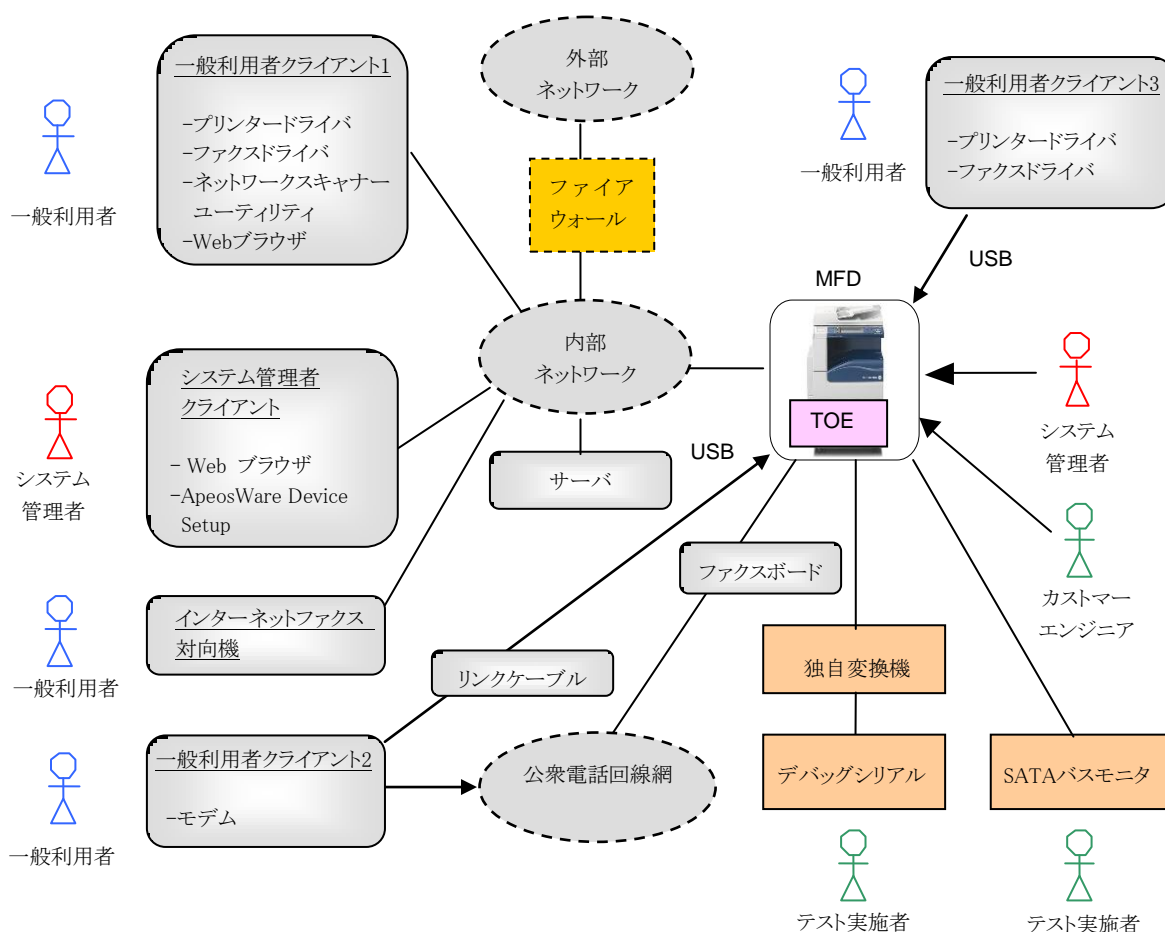 一般利用者クライアント1
-プリンタードライバ
-ファクスドライバ
-ネットワークスキャナー
ユーティリティ
-Webブラウザ
一般利用者
外部
ネットワーク
ファイア
ウォール
一般利用者
一般利用者クライアント3
-プリンタードライバ
-ファクスドライバ
USB
MFD
TOE
内部
ネットワーク
システム管理者
クライアント
- Web ブラウザ
-ApeosWare Device
Setup
システム
管理者
サーバ
USB
システム
管理者
ファクスボード
カストマー
エンジニア
インターネットファクス
対向機
一般利用者
リンクケーブル
独自変換機
一般利用者クライアント2
-モデム
一般利用者
公衆電話回線網
デバッグシリアル
SATAバスモニタ
テスト実施者
テスト実施者